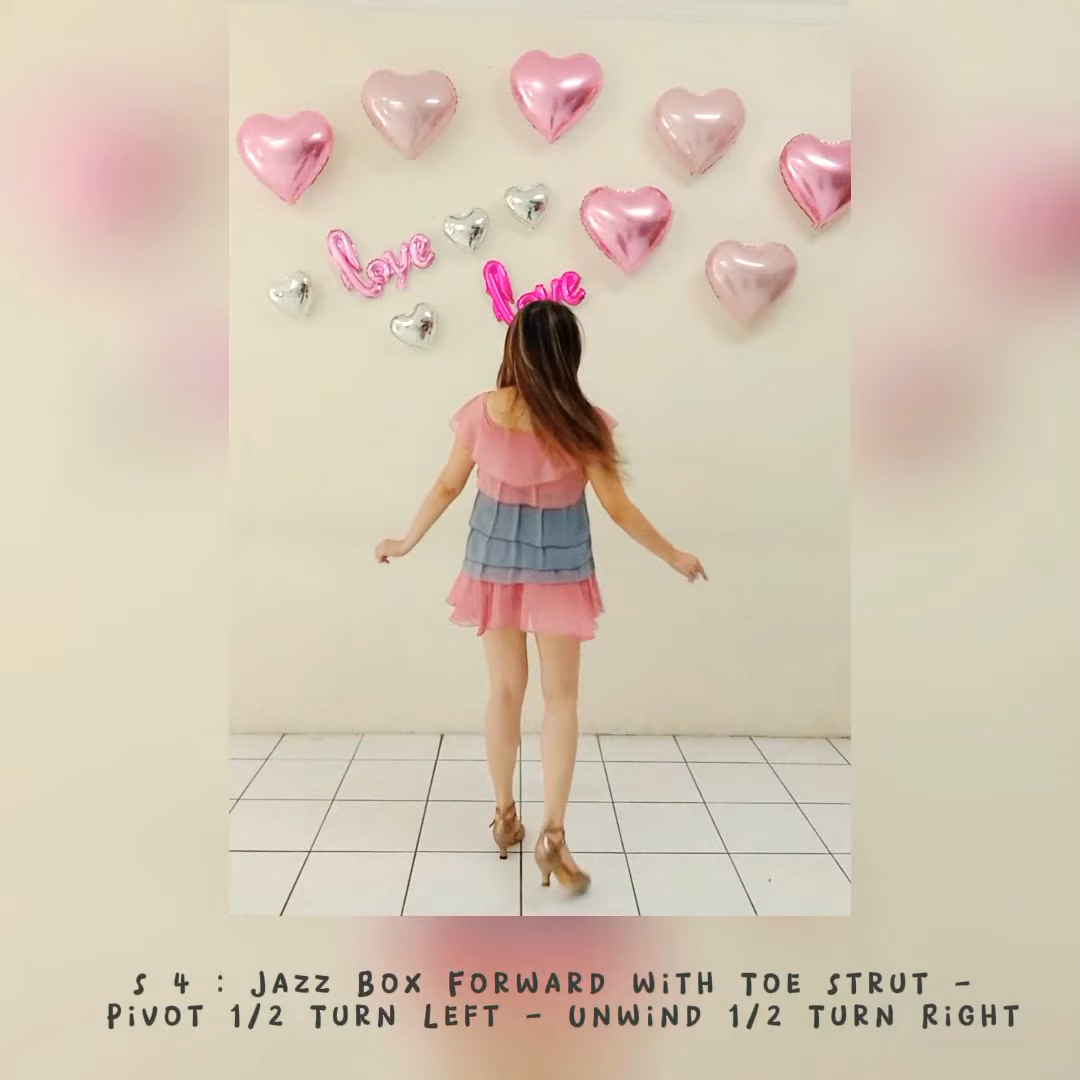 love
love
S 4 : JAZZ BOX FORWARD WITH TOE STRUT -
PIVOT 1/2 TURN LEFT - UNWIND 1/2 TURN RIGHT